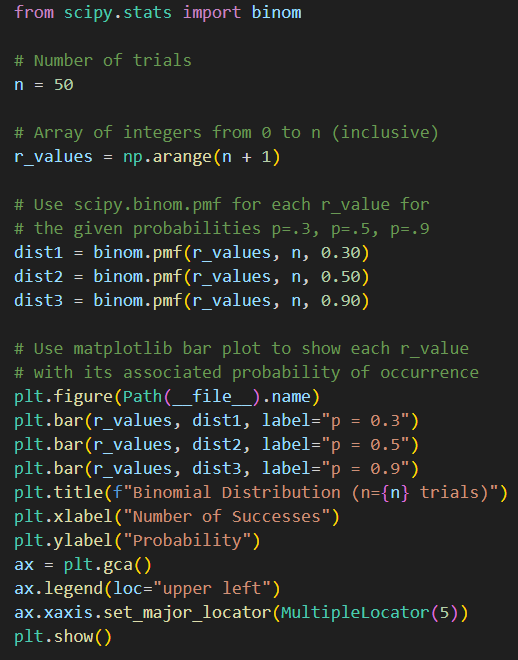 from scipy.stats import binom
# Number of trials
n = 50
# Array of integers from 0 to n (inclusive)
r_values = np.arange(n + 1)
# Use scipy.binom.pmf for each r_value for
# the given probabilities p=.3, p=.5, p=.9
dist1 = binom.pmf(r_values, n, 0.30)
dist2 = binom.pmf(r_values, n, 0.50)
dist3 = binom.pmf(r_values, n, 0.90)
# Use matplotlib bar plot to show each r_value
# with its associated probability of occurrence
plt.figure(Path(__file__).name)
plt.bar(r_values, dist1, label="p = 0.3")
plt.bar(r_values, dist2, label="p = 0.5")
plt.bar(r_values, dist3, label="p = 0.9")
plt.title(f"Binomial Distribution (n={n} trials)")
plt.xlabel("Number of Successes")
plt.ylabel("Probability")
ax = plt.gca()
ax.legend(loc="upper left")
ax.xaxis.set_major_locator(MultipleLocator(5))
plt.show()